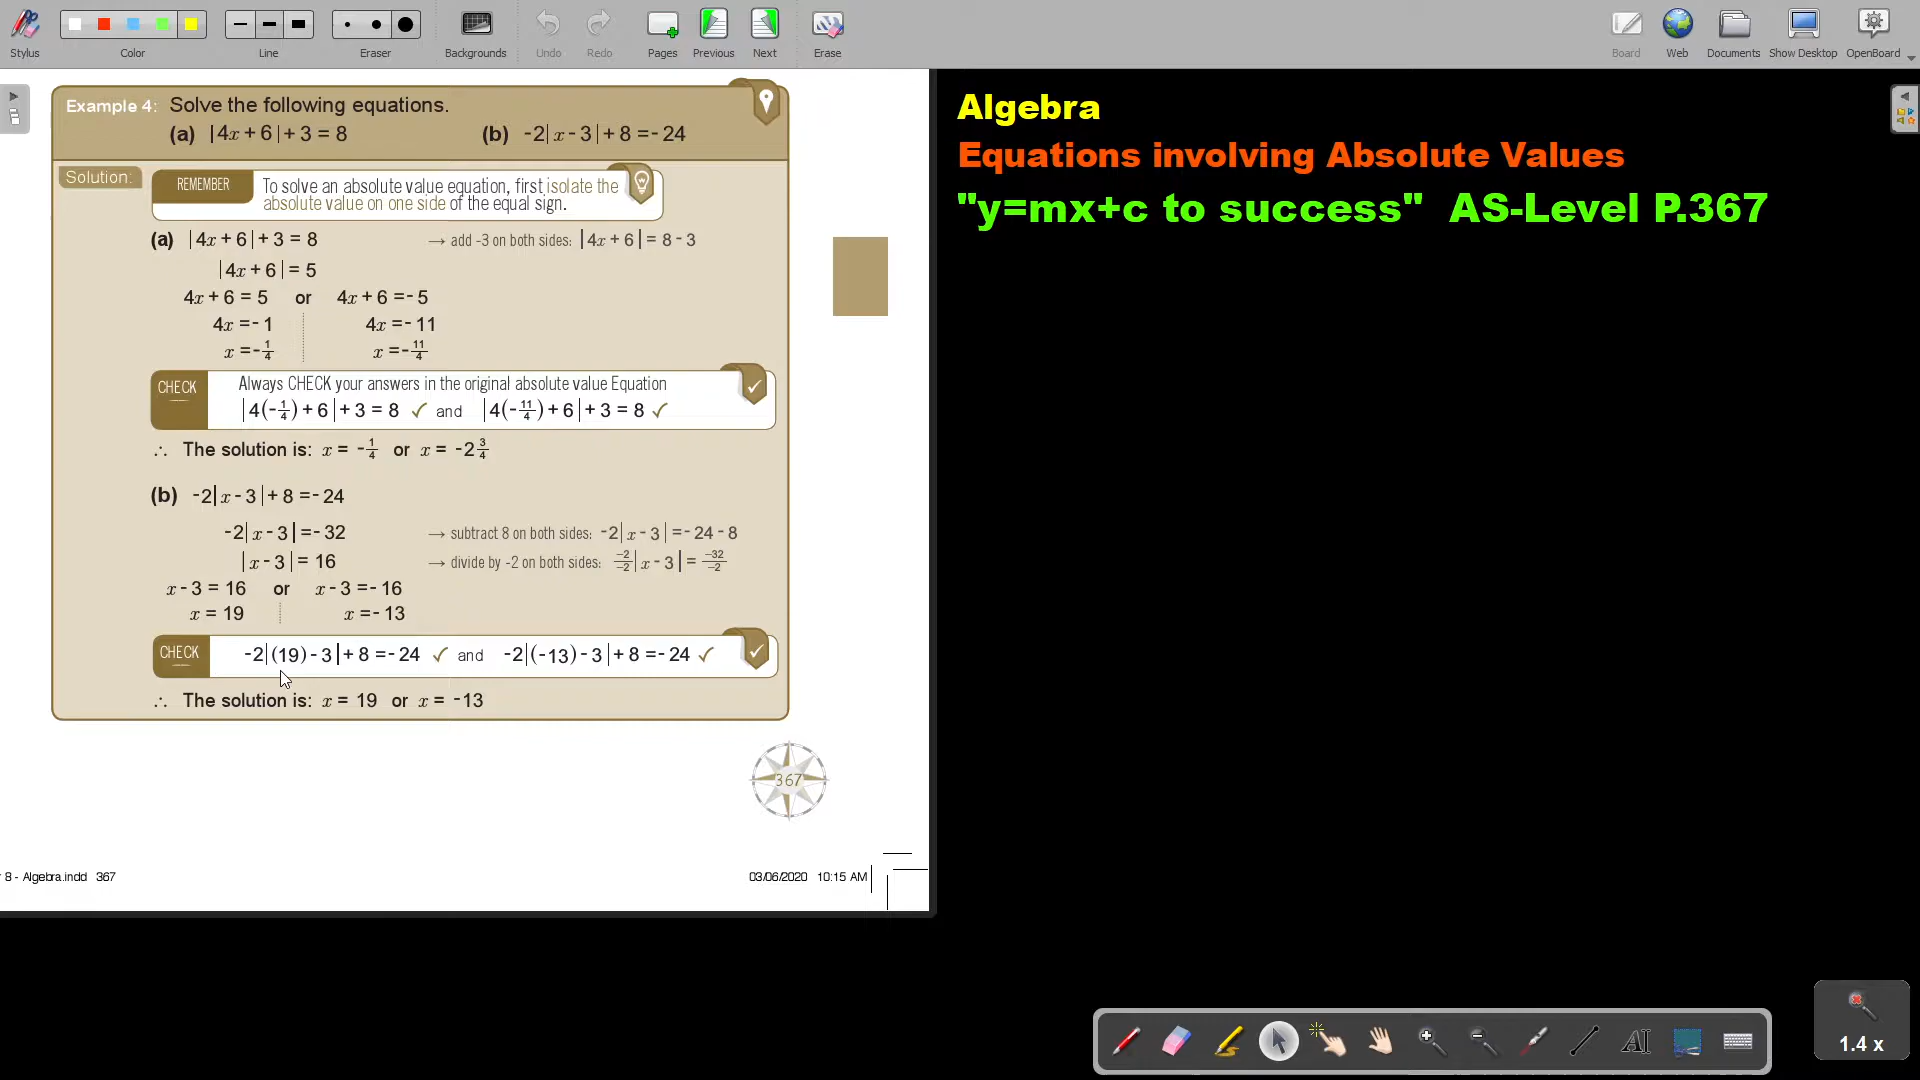 Stylus
Color
Line
Eraser
Backgrounds
Undo
Redo
Pages
Previous
Next
Erase
Board
Web
Documents
Show Desktop
OpenBoard
Example 4: Solve the following equations.
(a) |4x + 6| + 3 = 8 (b) -2|x - 3| + 8 = -24
Solution:
REMEMBER
To solve an absolute value equation, first isolate the
absolute value on one side of the equal sign.
(a) |4x + 6| + 3 = 8 → add -3 on both sides: |4x + 6| = 8 - 3
|4x + 6| = 5
4x + 6 = 5 or 4x + 6 = -5
4x = -1 4x = -11
x = -1/4 x = -11/4
CHECK
Always CHECK your answers in the original absolute value Equation
|4(-1/4) + 6| + 3 = 8 ✓ and |4(-11/4) + 6| + 3 = 8 ✓
∴ The solution is: x = -1/4 or x = -2 3/4
(b) -2|x - 3| + 8 = -24
-2|x - 3| = -32 → subtract 8 on both sides: -2|x - 3| = -24 - 8
|x - 3| = 16 → divide by -2 on both sides: -2/-2|x - 3| = -32/-2
x - 3 = 16 or x - 3 = -16
x = 19 x = -13
CHECK
-2|(19) - 3| + 8 = -24 ✓ and -2|(-13) - 3| + 8 = -24 ✓
∴ The solution is: x = 19 or x = -13
367
8 - Algebra.indd 367
03/06/2020 10:15 AM
Algebra
Equations involving Absolute Values
"y=mx+c to success" AS-Level P.367
AI
1.4 x